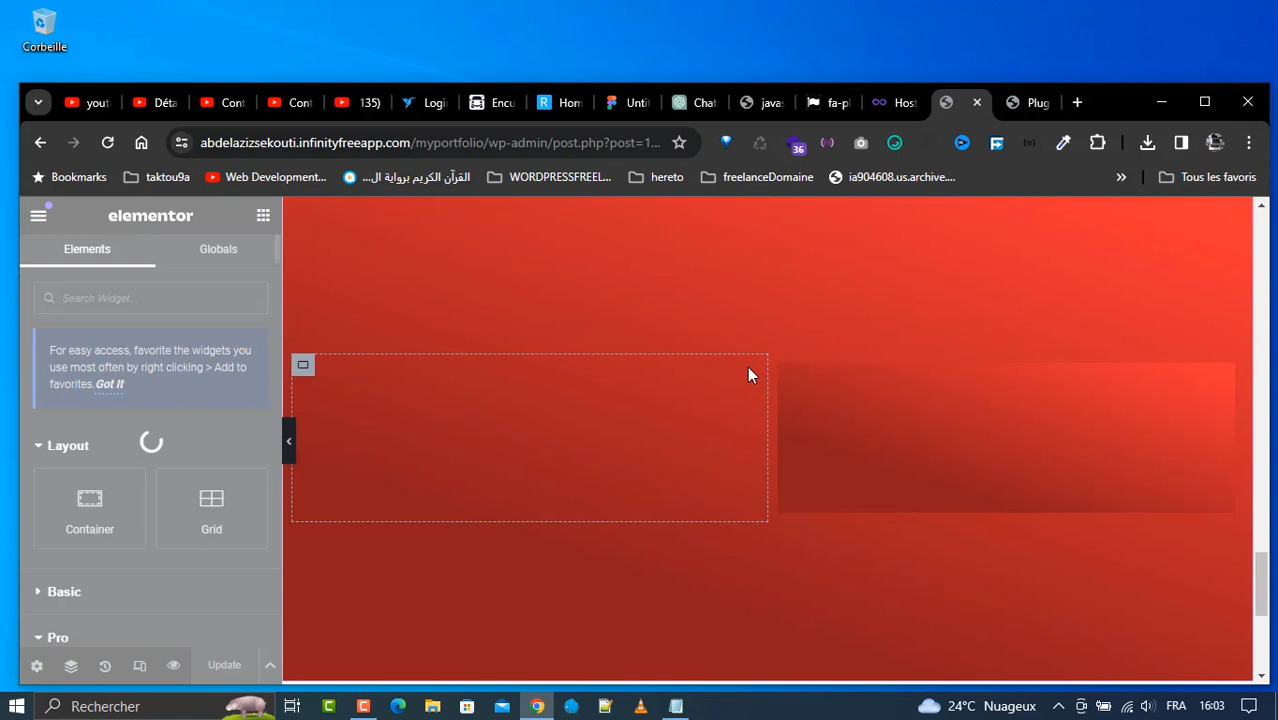 Corbeille
yout
Déta
Cont
Cont
135)
Login
Encu
Hom
Unti
Chat
javas
fa-pl
Host
Plug
abdelazizsekouti.infinityfreeapp.com/myportfolio/wp-admin/post.php?post=1...
36
Bookmarks
taktou9a
Web Development...
القرآن الكريم برواية ال...
WORDPRESSFREEL...
hereto
freelanceDomaine
ia904608.us.archive....
Tous les favoris
elementor
Elements
Globals
Search Widget...
For easy access, favorite the widgets you
use most often by right clicking > Add to
favorites. Got It
Layout
Container
Grid
Basic
Pro
Update
Rechercher
24°C Nuageux
FRA
16:03